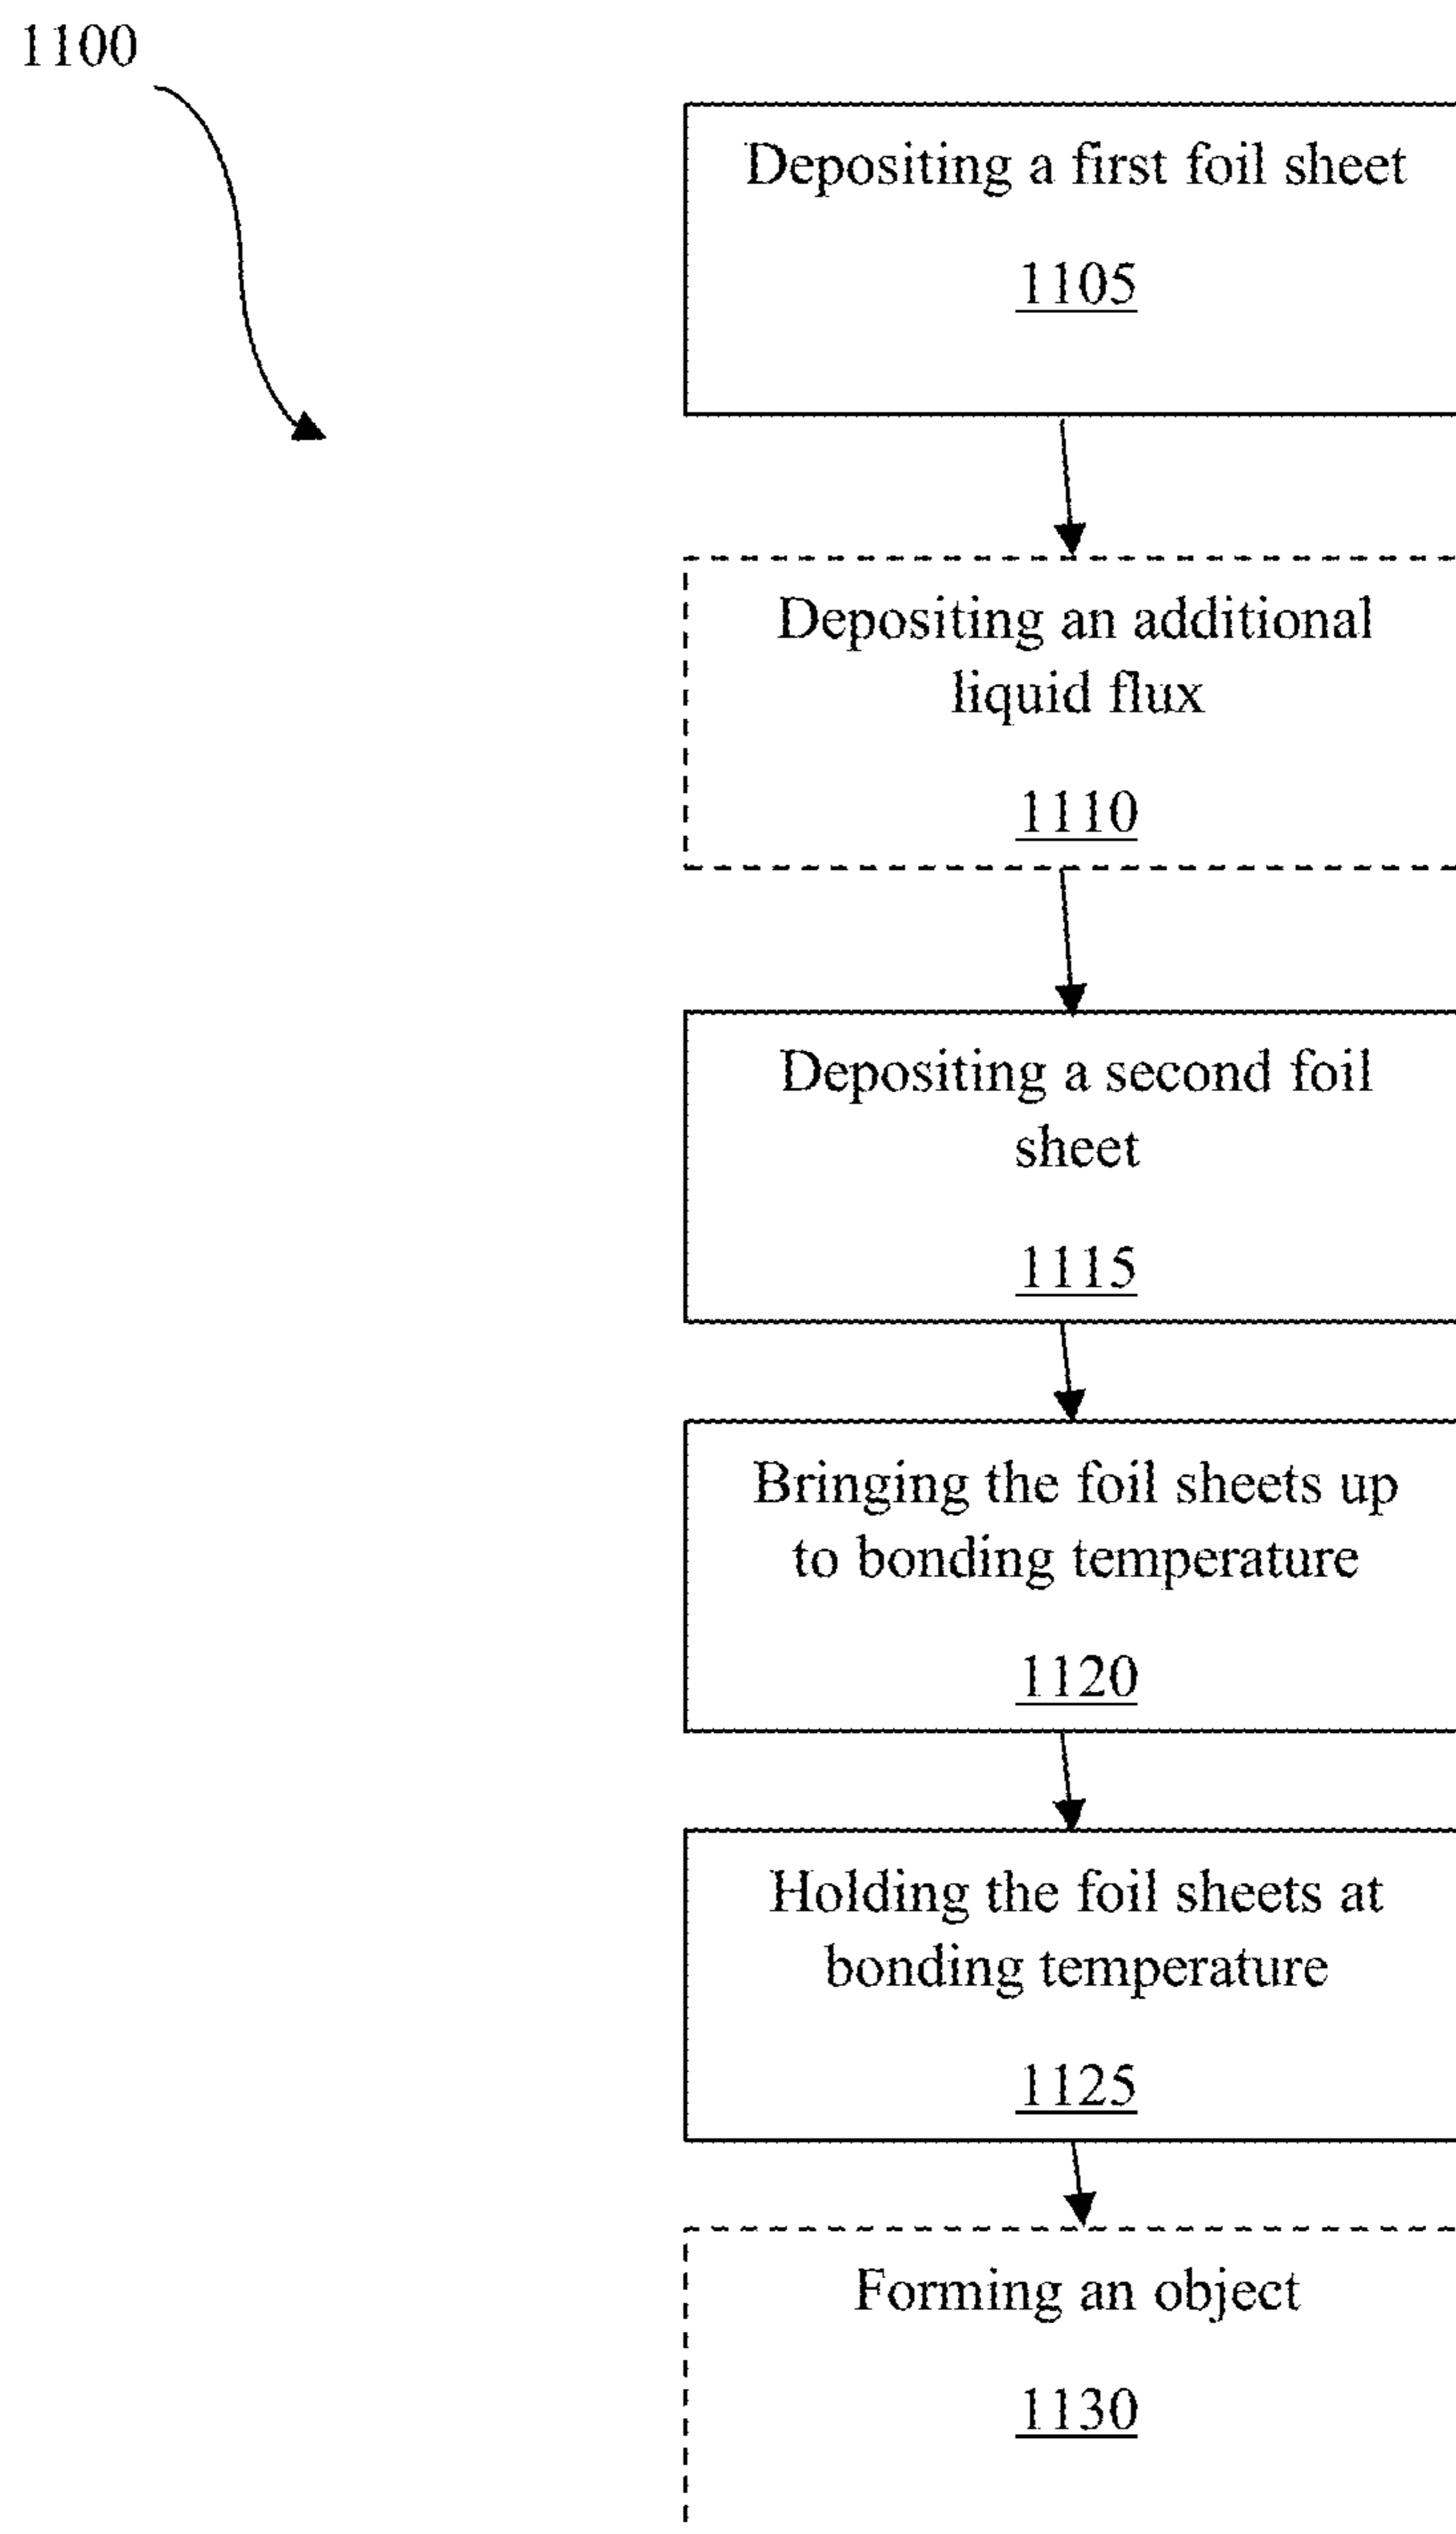 1100
Depositing a first foil sheet
1105
Depositing an additional
liquid flux
1110
Depositing a second foil
sheet
1115
Bringing the foil sheets up
to bonding temperature
1120
Holding the foil sheets at
bonding temperature
1125
Forming an object
1130